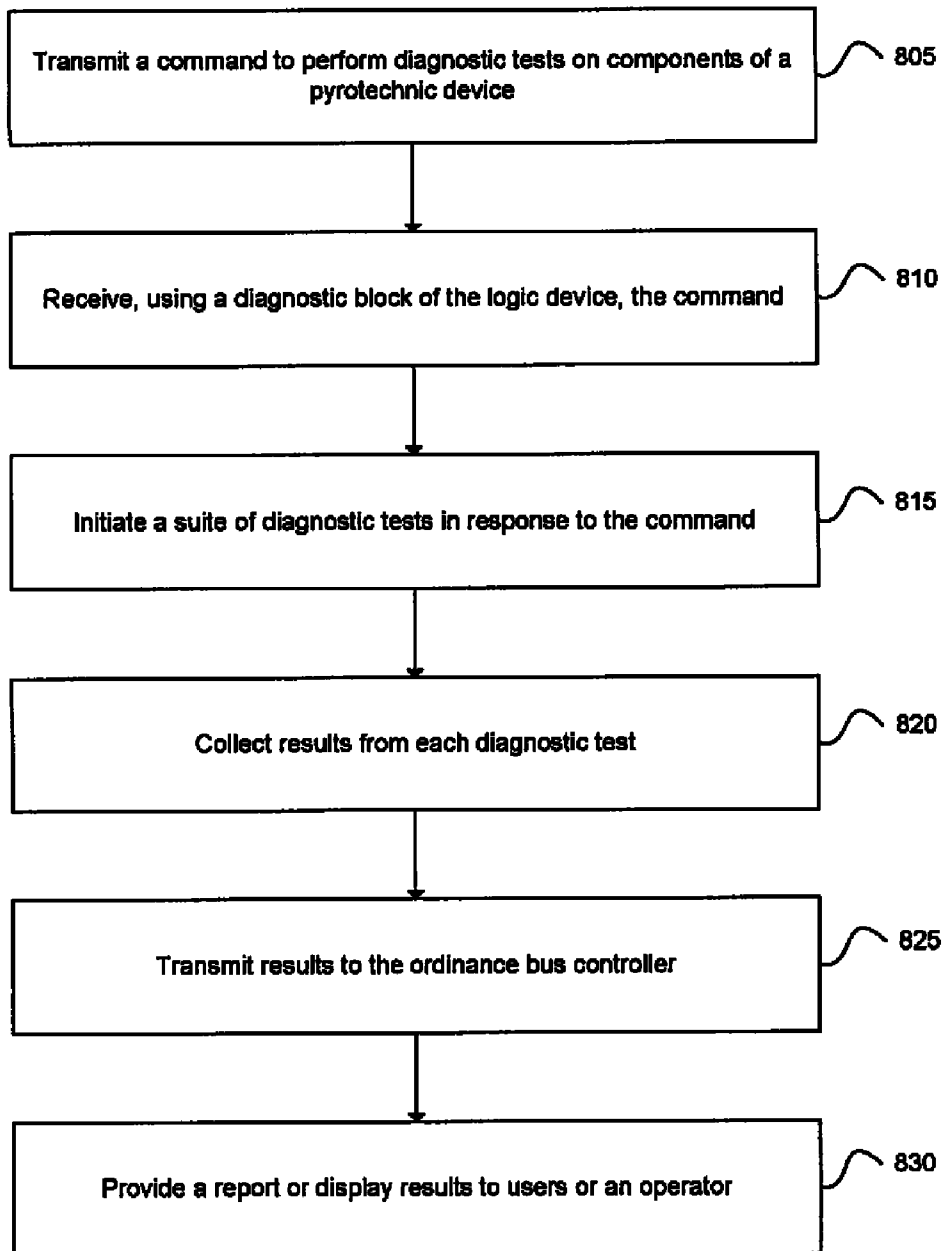 Transmit a command to perform diagnostic tests on components of a
pyrotechnic device
805
Receive, using a diagnostic block of the logic device, the command
810
Initiate a suite of diagnostic tests in response to the command
815
Collect results from each diagnostic test
820
Transmit results to the ordinance bus controller
825
Provide a report or display results to users or an operator
830